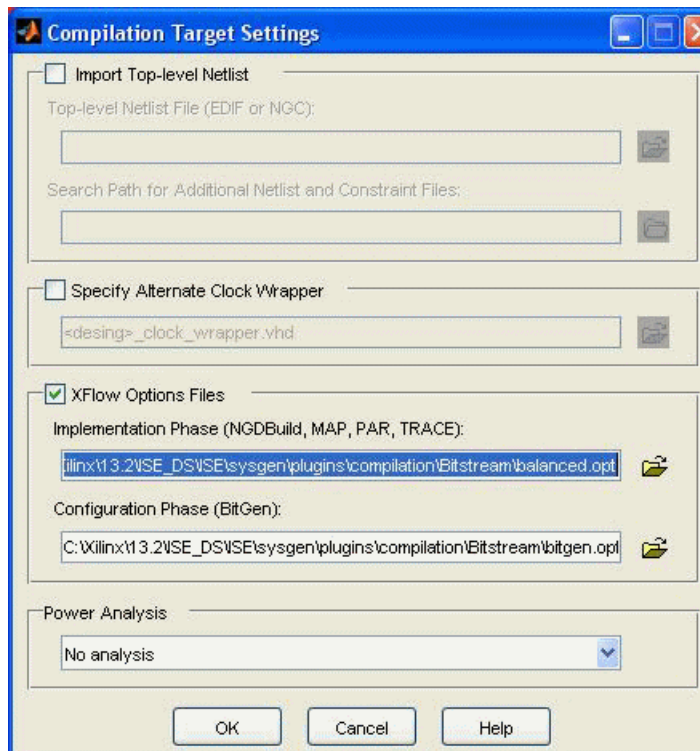 Compilation Target Settings
Import Top-level Netlist
Top-level Netlist File (EDIF or NGC):
Search Path for Additional Netlist and Constraint Files:
Specify Alternate Clock Wrapper
<desing>_clock_wrapper.vhd
XFlow Options Files
Implementation Phase (NGDBuild, MAP, PAR, TRACE):
ilinx\13.2\ISE_DS\ISE\sysgen\plugins\compilation\Bitstream\balanced.opt
Configuration Phase (BitGen):
C:\Xilinx\13.2\ISE_DS\ISE\sysgen\plugins\compilation\Bitstream\bitgen.opt
Power Analysis
No analysis
OK Cancel Help